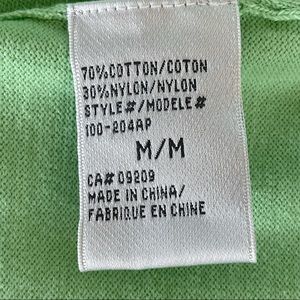 70%COTTON/COTON
30%NYLON/NYLON
STYLE#/MODELE#
100-204AP
M/M
CA# 09209
MADE IN CHINA/
FABRIQUE EN CHINE